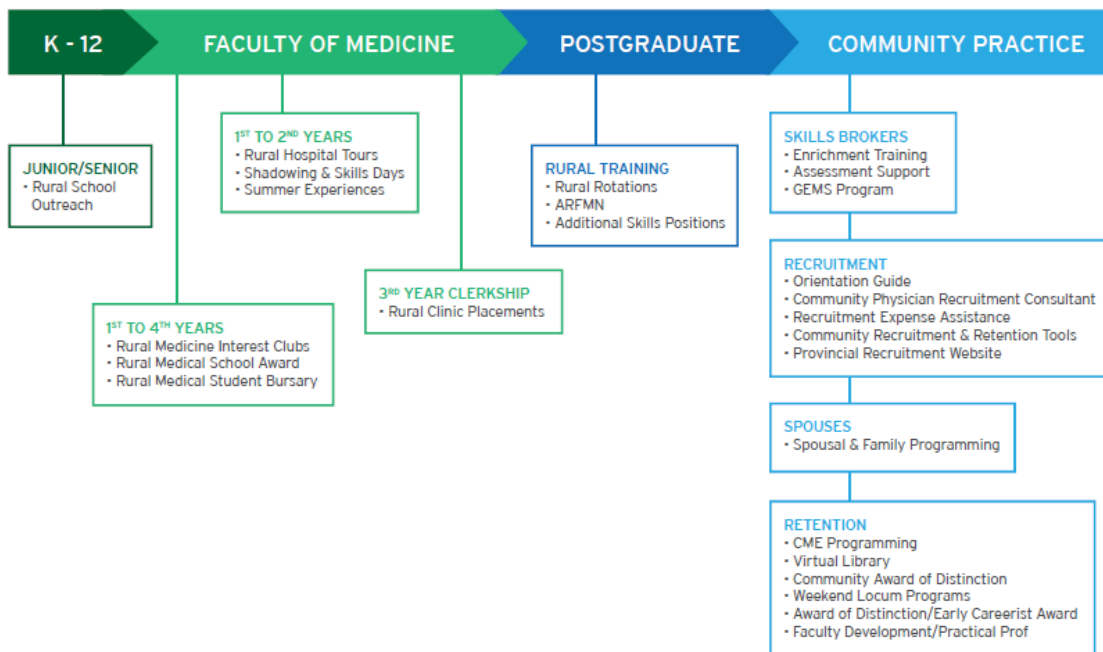 K - 12
FACULTY OF MEDICINE
POSTGRADUATE
COMMUNITY PRACTICE
JUNIOR/SENIOR
· Rural School
Outreach
1ST TO 2ND YEARS
· Rural Hospital Tours
· Shadowing & Skills Days
· Summer Experiences
1ST TO 4TH YEARS
· Rural Medicine Interest Clubs
· Rural Medical School Award
· Rural Medical Student Bursary
3RD YEAR CLERKSHIP
· Rural Clinic Placements
RURAL TRAINING
· Rural Rotations
· ARFMN
· Additional Skills Positions
SKILLS BROKERS
· Enrichment Training
· Assessment Support
· GEMS Program
RECRUITMENT
· Orientation Guide
· Community Physician Recruitment Consultant
· Recruitment Expense Assistance
· Community Recruitment & Retention Tools
· Provincial Recruitment Website
SPOUSES
· Spousal & Family Programming
RETENTION
· CME Programming
· Virtual Library
· Community Award of Distinction
· Weekend Locum Programs
· Award of Distinction/Early Careerist Award
· Faculty Development/Practical Prof